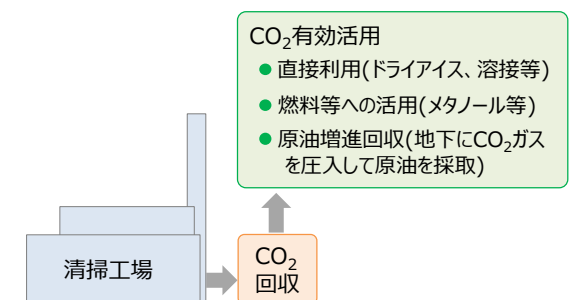 CO₂有効活用
● 直接利用(ドライアイス、溶接等)
● 燃料等への活用(メタノール等)
● 原油増進回収(地下にCO₂ガス
を圧入して原油を採取)
清掃工場
CO₂
回収